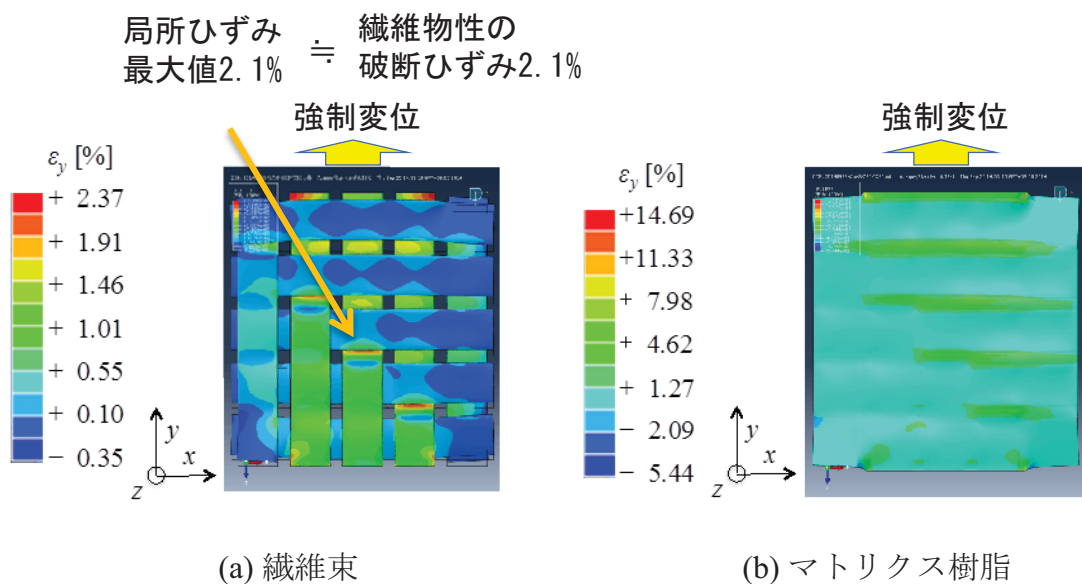 局所ひずみ
最大値2.1%
≒
繊維物性の
破断ひずみ2.1%
強制変位
εy [%]
+ 2.37
+ 1.91
+ 1.46
+ 1.01
+ 0.55
+ 0.10
− 0.35
y
x
z
(a) 繊維束
強制変位
εy [%]
+14.69
+11.33
+ 7.98
+ 4.62
+ 1.27
− 2.09
− 5.44
y
x
z
(b) マトリクス樹脂